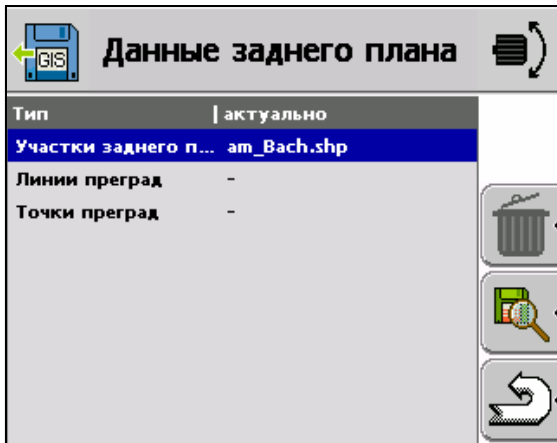 GIS
Данные заднего плана
Тип актуально
Участки заднего п... am_Bach.shp
Линии преград -
Точки преград -